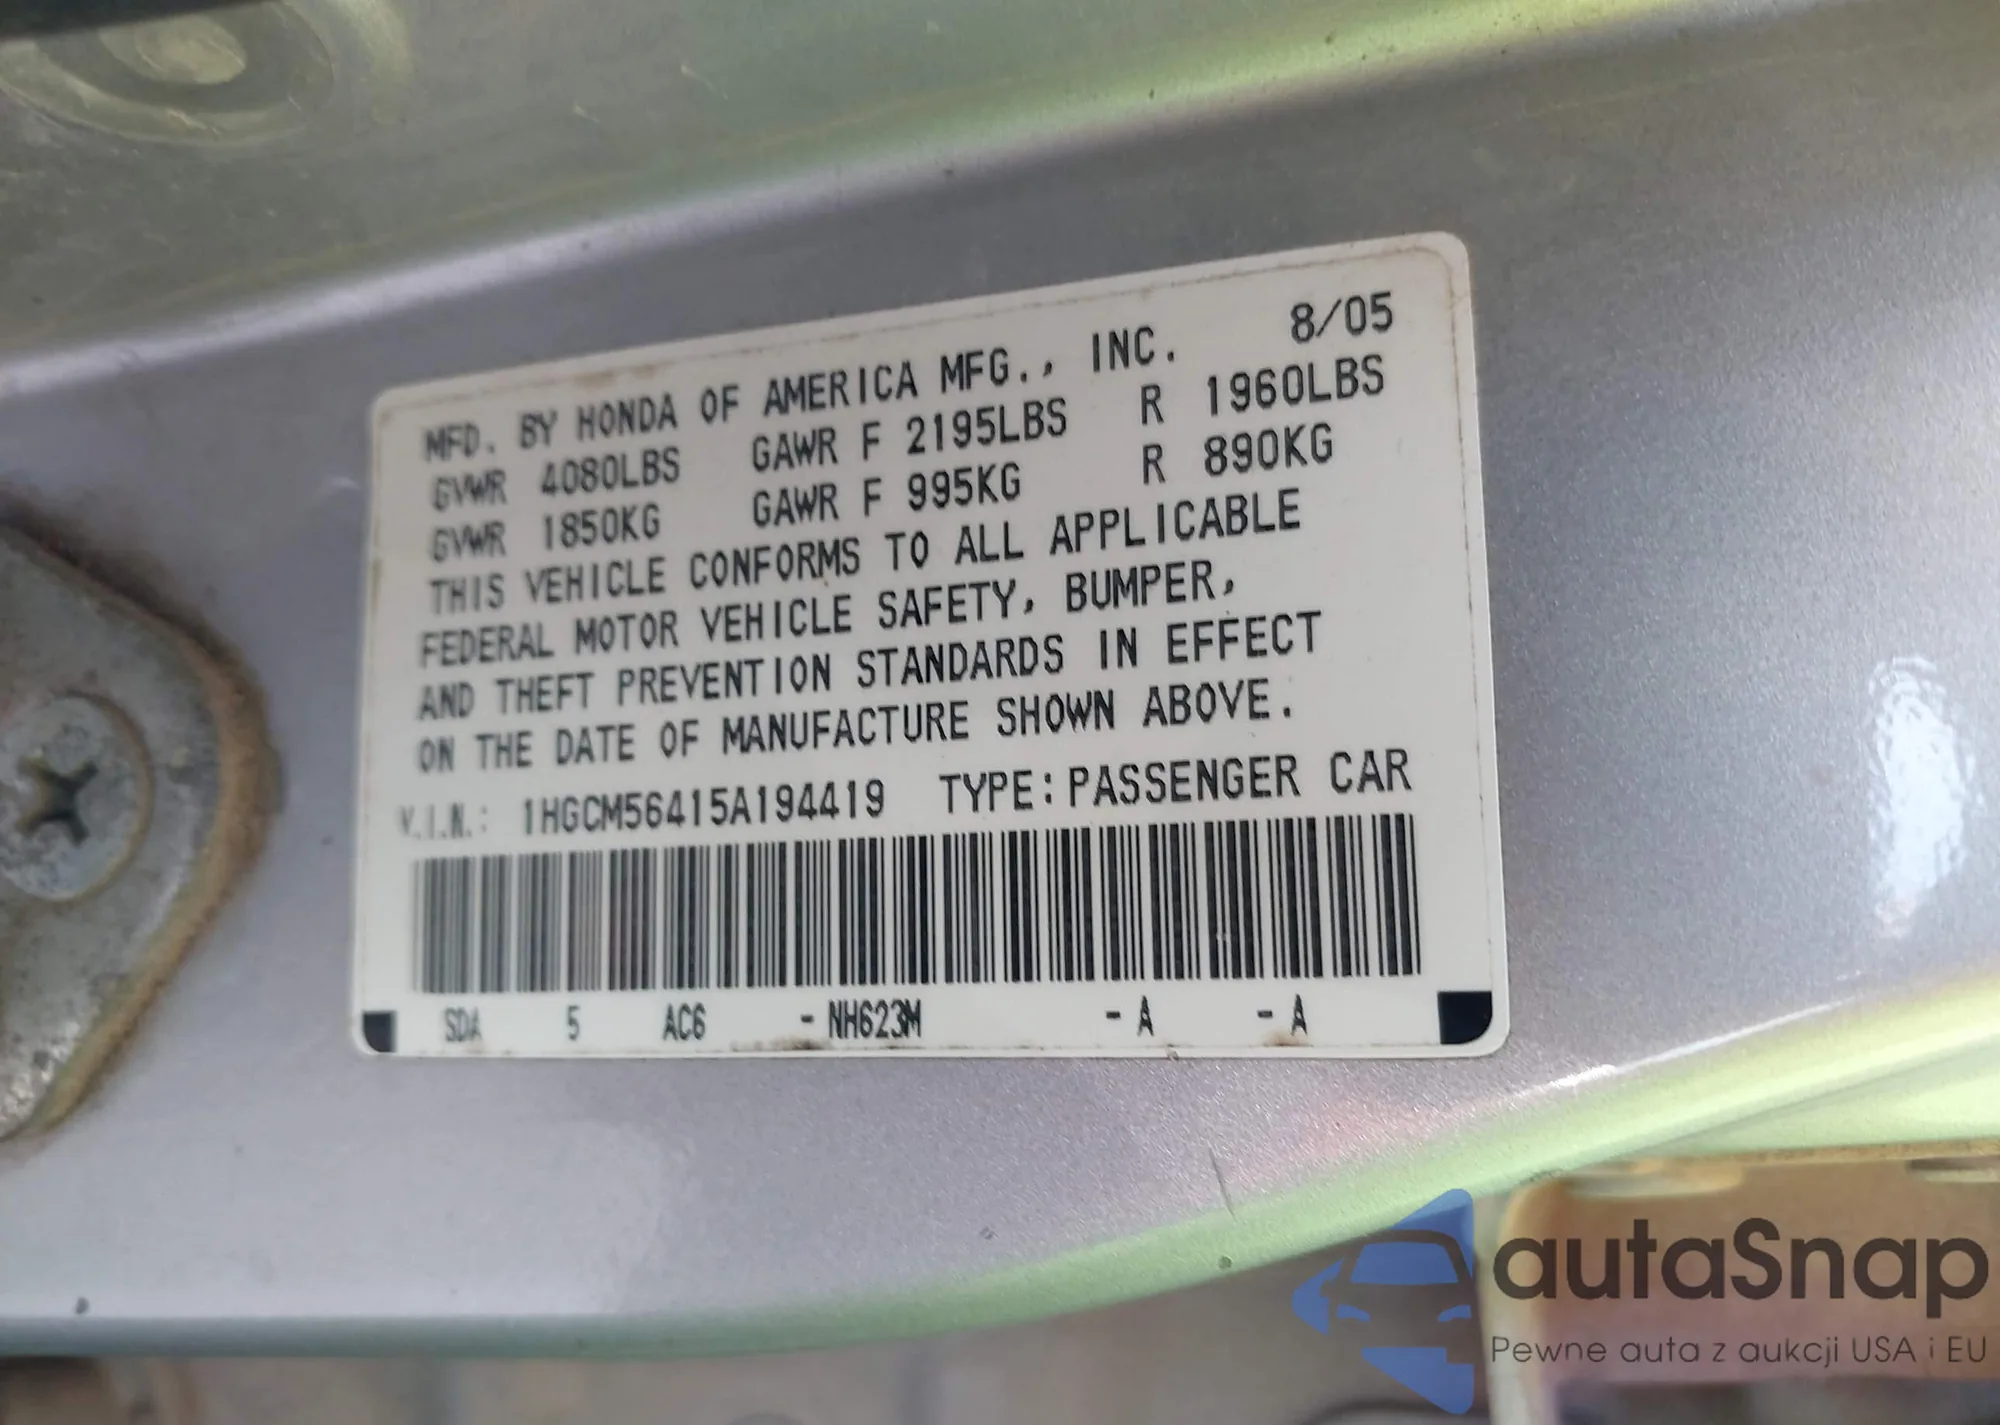 MFD. BY HONDA OF AMERICA MFG., INC. 8/05
GVWR 4080LBS GAWR F 2195LBS R 1960LBS
GVWR 1850KG GAWR F 995KG R 890KG
THIS VEHICLE CONFORMS TO ALL APPLICABLE
FEDERAL MOTOR VEHICLE SAFETY, BUMPER,
AND THEFT PREVENTION STANDARDS IN EFFECT
ON THE DATE OF MANUFACTURE SHOWN ABOVE.
V.I.N.: 1HGCM56415A194419 TYPE:PASSENGER CAR
SDA 5 AC6 - NH623M - A - A
autaSnap
Pewne auta z aukcji USA i EU